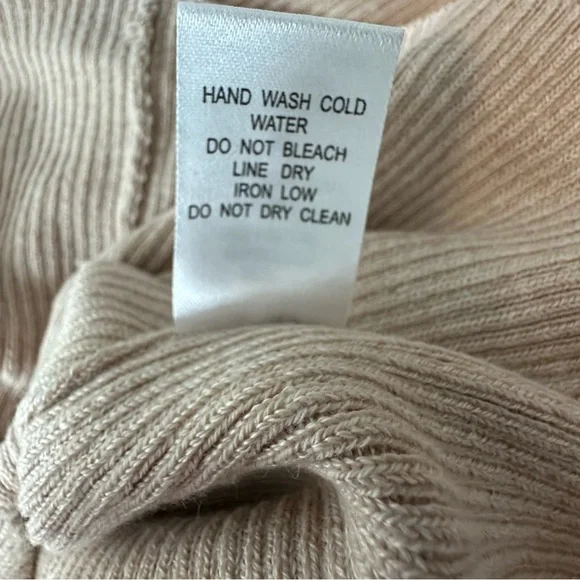 HAND WASH COLD
WATER
DO NOT BLEACH
LINE DRY
IRON LOW
DO NOT DRY CLEAN